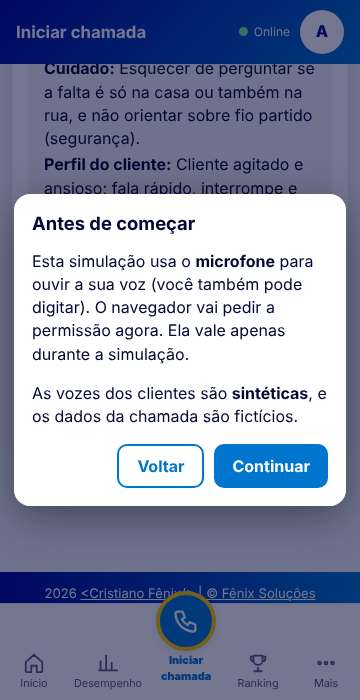 Iniciar chamada
Online
A
Cuidado: Esquecer de perguntar se
a falta é só na casa ou também na
rua, e não orientar sobre fio partido
(segurança).
Perfil do cliente: Cliente agitado e
ansioso: fala rápido, interrompe e
Antes de começar
Esta simulação usa o microfone para
ouvir a sua voz (você também pode
digitar). O navegador vai pedir a
permissão agora. Ela vale apenas
durante a simulação.
As vozes dos clientes são sintéticas, e
os dados da chamada são fictícios.
Voltar
Continuar
2026 <Cristiano Fênix/> | © Fênix Soluções
Início
Desempenho
Iniciar
chamada
Ranking
Mais